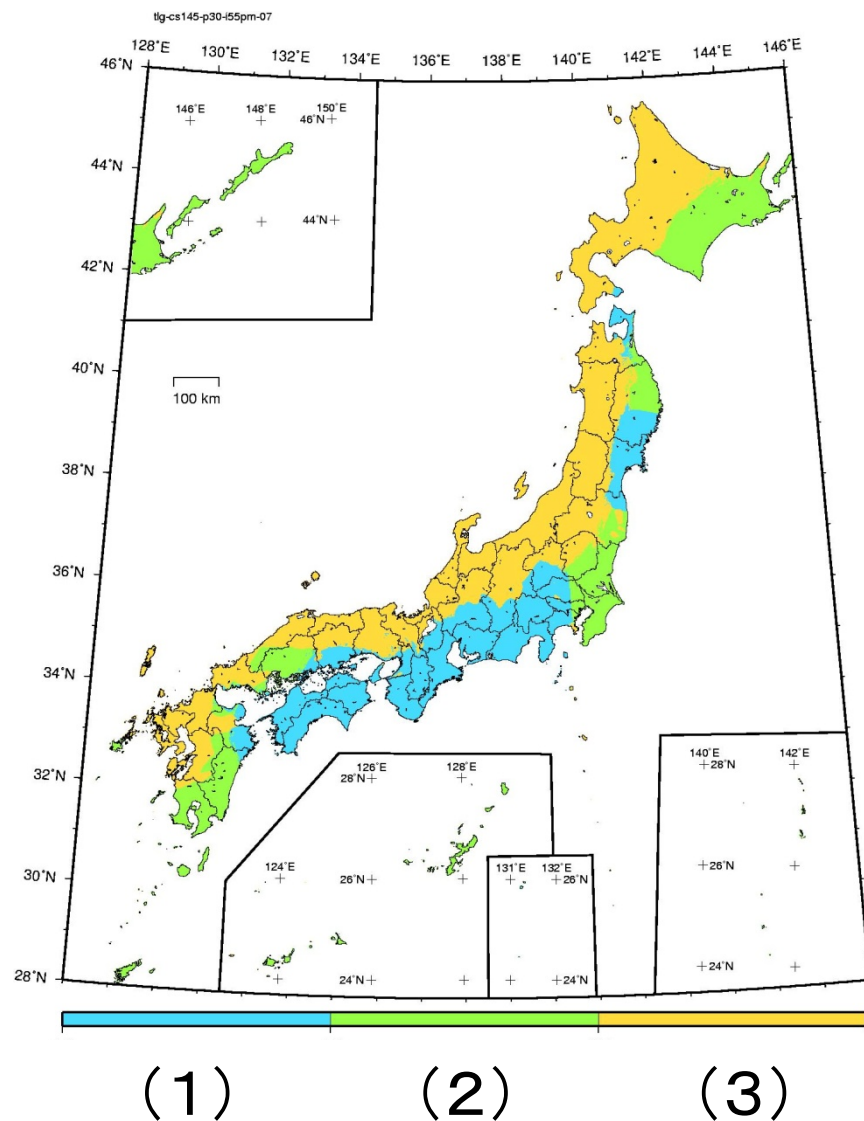 tlg-cs145-p30-i55pm-07
128˚E 130˚E 132˚E 134˚E 136˚E 138˚E 140˚E 142˚E 144˚E 146˚E
46˚N
146˚E 148˚E 150˚E
46˚N
44˚N
44˚N
42˚N
40˚N
100 km
38˚N
36˚N
34˚N
32˚N
126˚E 128˚E
28˚N
140˚E 142˚E
28˚N
30˚N
124˚E
26˚N
131˚E 132˚E
26˚N
26˚N
28˚N
24˚N
24˚N
24˚N
（1） （2） （3）